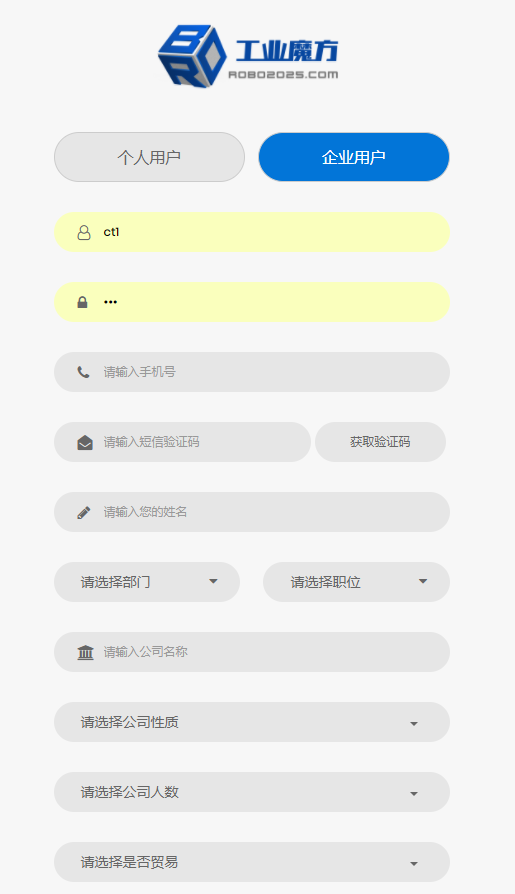 BRO 工业魔方
ROBO2025.COM
个人用户 企业用户
ct1
•••
请输入手机号
请输入短信验证码 获取验证码
请输入您的姓名
请选择部门 请选择职位
请输入公司名称
请选择公司性质
请选择公司人数
请选择是否贸易